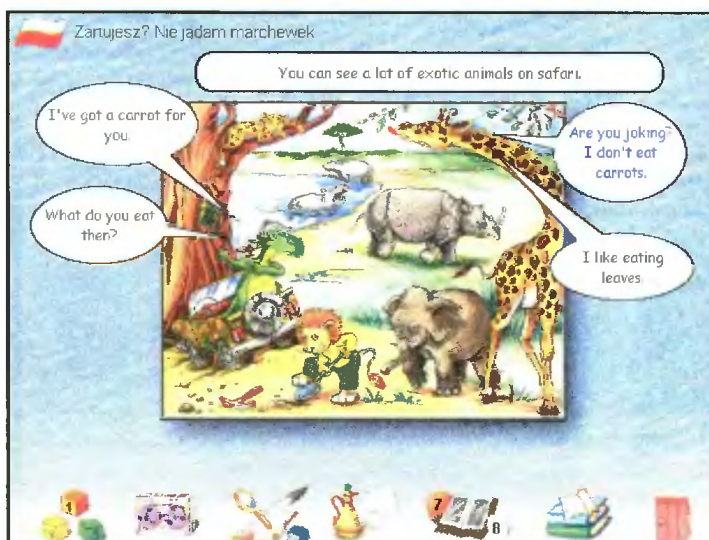 Żartujesz? Nie jadam marchewek
You can see a lot of exotic animals on safari.
I've got a carrot for
you.
Are you joking?
I don't eat
carrots.
What do you eat
then?
I like eating
leaves
1
7
8